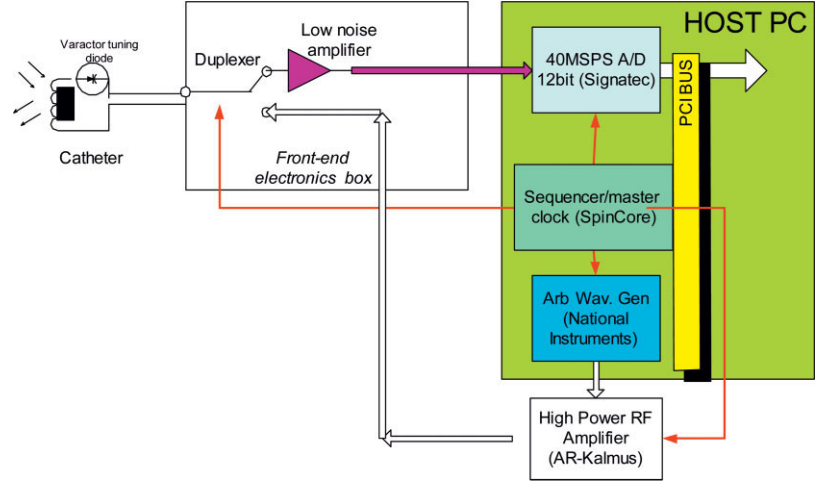 HOST PC
Varactor tuning
diode
Low noise
amplifier
Duplexer
40MSPS A/D
12bit (Signatec)
PCI BUS
Catheter
Front-end
electronics box
Sequencer/master
clock (SpinCore)
Arb Wav. Gen
(National
Instruments)
High Power RF
Amplifier
(AR-Kalmus)